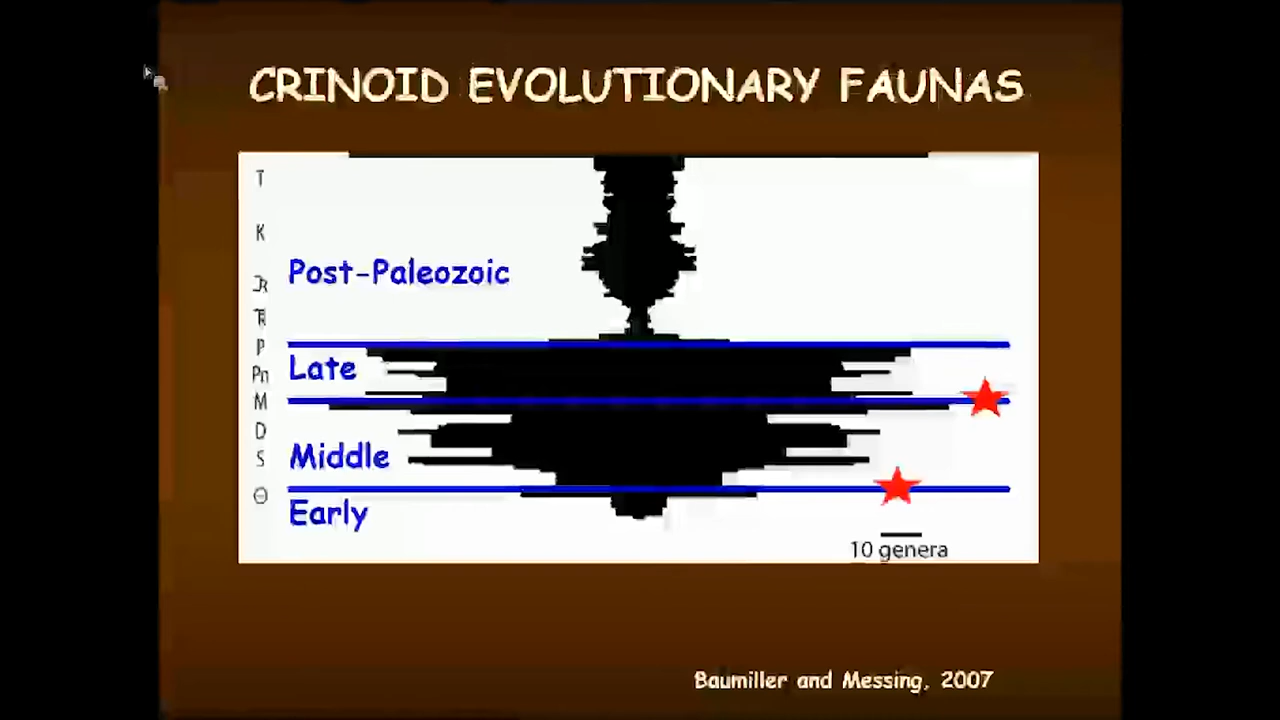 CRINOID EVOLUTIONARY FAUNAS
T
K
Post-Paleozoic
P
Late
Pn
M
D
Middle
S
Early
10 genera
Baumiller and Messing, 2007